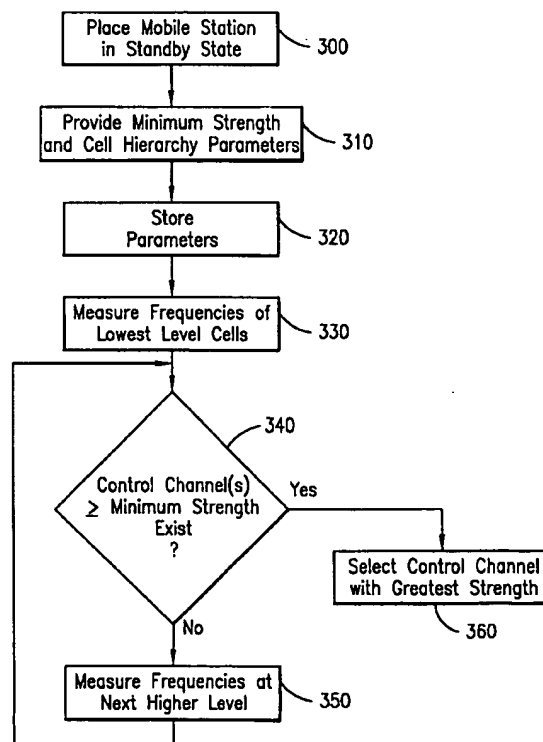 Place Mobile Station
in Standby State
300
Provide Minimum Strength
and Cell Hierarchy Parameters
310
Store
Parameters
320
Measure Frequencies of
Lowest Level Cells
330
340
Control Channel(s)
≥ Minimum Strength
Exist
?
Yes
Select Control Channel
with Greatest Strength
360
No
Measure Frequencies at
Next Higher Level
350